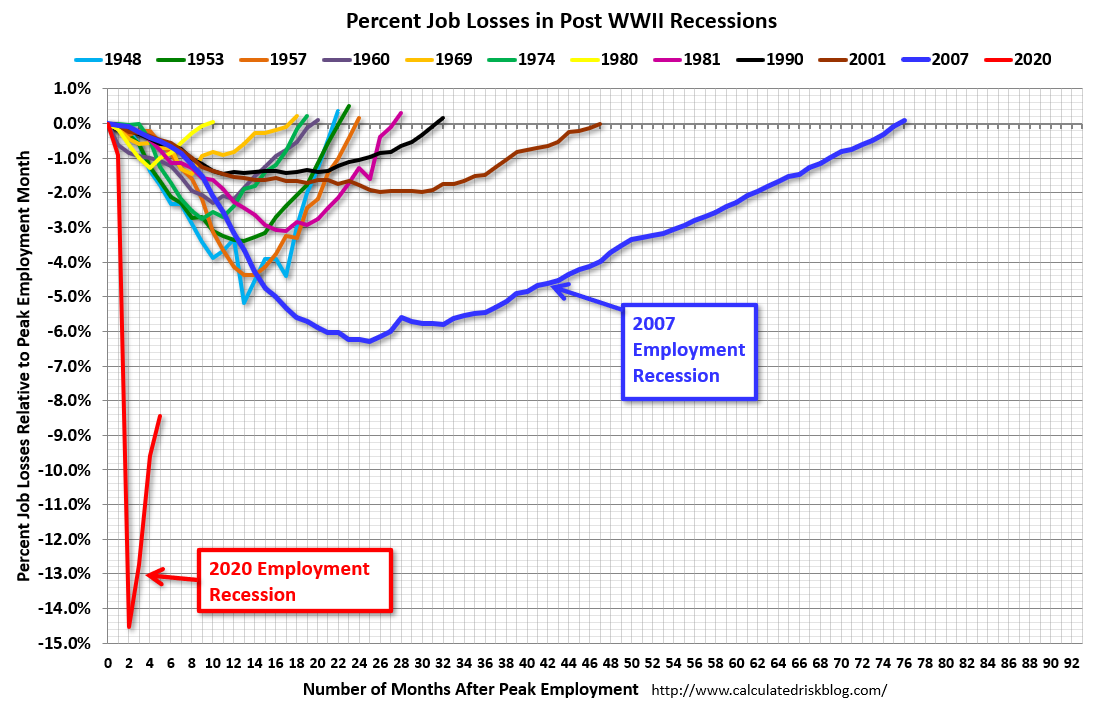 Percent Job Losses in Post WWII Recessions
1948 1953 1957 1960 1969 1974 1980 1981 1990 2001 2007 2020
Percent Job Losses Relative to Peak Employment Month
1.0%
0.0%
-1.0%
-2.0%
-3.0%
-4.0%
-5.0%
-6.0%
-7.0%
-8.0%
-9.0%
-10.0%
-11.0%
-12.0%
-13.0%
-14.0%
-15.0%
2007
Employment
Recession
2020 Employment
Recession
0 2 4 6 8 10 12 14 16 18 20 22 24 26 28 30 32 34 36 38 40 42 44 46 48 50 52 54 56 58 60 62 64 66 68 70 72 74 76 78 80 82 84 86 88 90 92
Number of Months After Peak Employment http://www.calculatedriskblog.com/